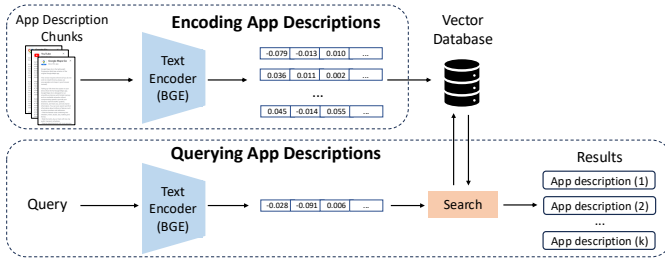 App Description
Chunks
Encoding App Descriptions
Text
Encoder
(BGE)
-0.079 -0.013 0.010 ...
0.036 0.011 0.002 ...
...
0.045 -0.014 0.055 ...
Vector
Database
Querying App Descriptions
Query
Text
Encoder
(BGE)
-0.028 -0.091 0.006 ...
Search
Results
App description (1)
App description (2)
...
App description (k)